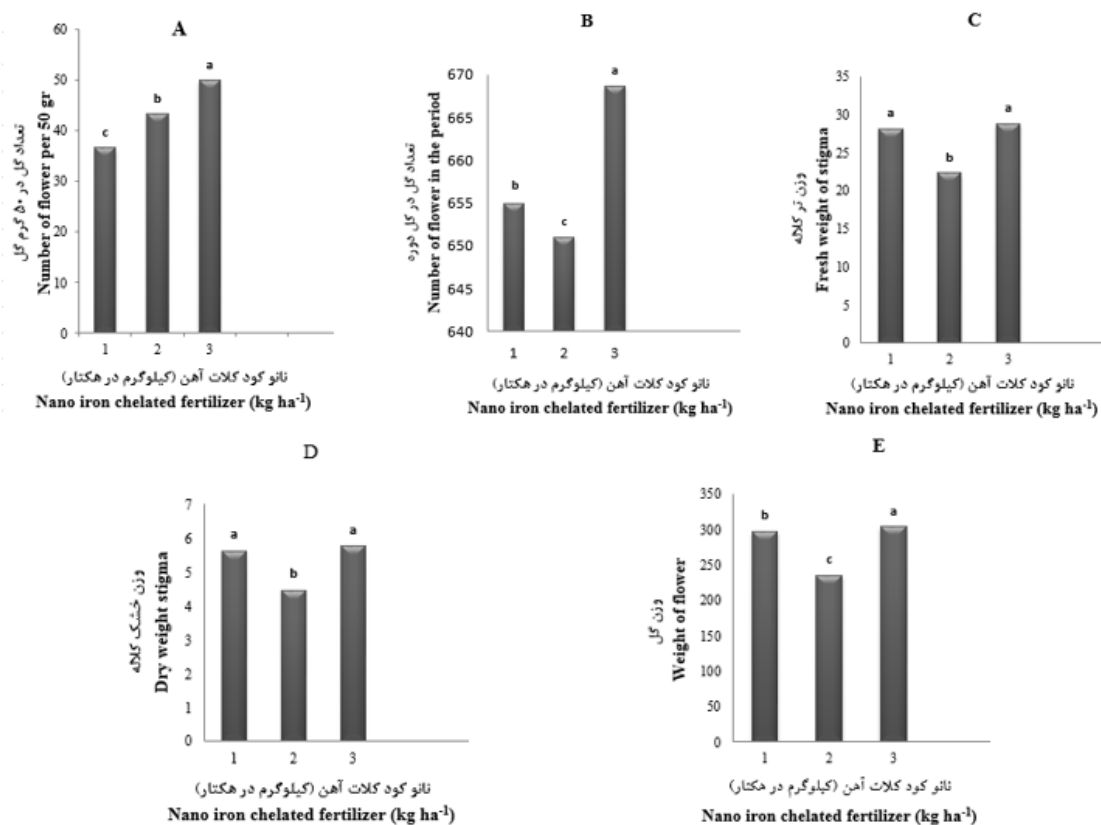 A
60
50
40
30
20
10
0
c
b
a
1
2
3
تعداد گل در ۵۰ گرم گل
Number of flower per 50 gr
نانو کود کلات آهن (کیلوگرم در هکتار)
Nano iron chelated fertilizer (kg ha⁻¹)
B
670
665
660
655
650
645
640
b
c
a
1
2
3
تعداد گل در کل دوره
Number of flower in the period
نانو کود کلات آهن (کیلوگرم در هکتار)
Nano iron chelated fertilizer (kg ha⁻¹)
C
35
30
25
20
15
10
5
0
a
b
a
1
2
3
وزن تر کلاله
Fresh weight of stigma
نانو کود کلات آهن (کیلوگرم در هکتار)
Nano iron chelated fertilizer (kg ha⁻¹)
D
7
6
5
4
3
2
1
0
a
b
a
1
2
3
وزن خشک کلاله
Dry weight stigma
نانو کود کلات آهن (کیلوگرم در هکتار)
Nano iron chelated fertilizer (kg ha⁻¹)
E
350
300
250
200
150
100
50
0
b
c
a
1
2
3
وزن گل
Weight of flower
نانو کود کلات آهن (کیلوگرم در هکتار)
Nano iron chelated fertilizer (kg ha⁻¹)